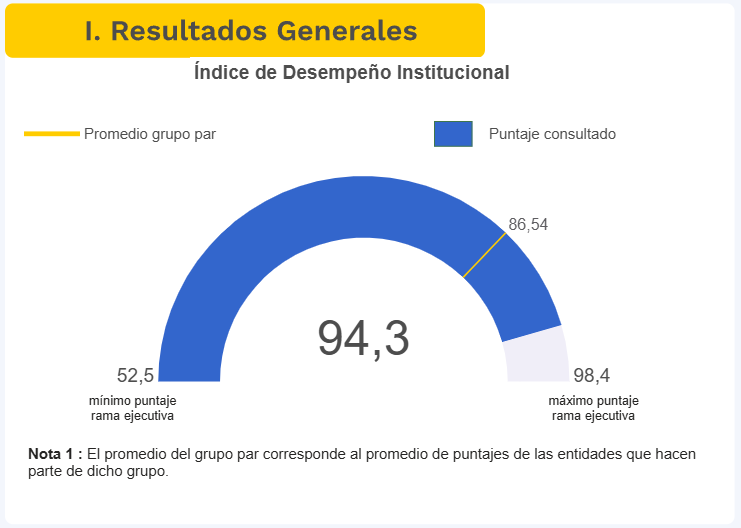 I. Resultados Generales
Índice de Desempeño Institucional
Promedio grupo par
Puntaje consultado
86,54
94,3
52,5
mínimo puntaje
rama ejecutiva
98,4
máximo puntaje
rama ejecutiva
Nota 1 : El promedio del grupo par corresponde al promedio de puntajes de las entidades que hacen
parte de dicho grupo.